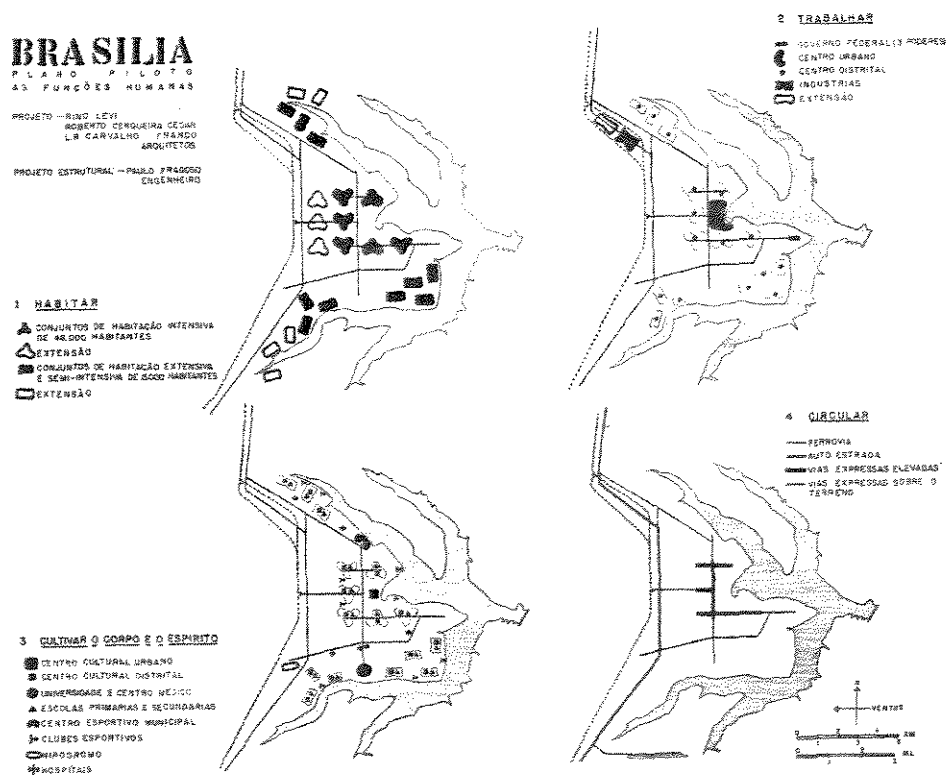 BRASILIA
PLANO PILOTO
AS FUNÇÕES HUMANAS
PROJETO — RINO LEVI
ROBERTO CERQUEIRA CESAR
L.R. CARVALHO FRANCO
ARQUITETOS
PROJETO ESTRUTURAL — PAULO FRAGOSO
ENGENHEIRO
1 HABITAR
CONJUNTOS DE HABITAÇÃO INTENSIVA
DE 48.000 HABITANTES
EXTENSÃO
CONJUNTOS DE HABITAÇÃO EXTENSIVA
E SEMI-INTENSIVA DE 15000 HABITANTES
EXTENSÃO
2 TRABALHAR
GOVERNO FEDERAL (3 PODERES
CENTRO URBANO
CENTRO DISTRITAL
INDUSTRIAS
EXTENSÃO
3 CULTIVAR O CORPO E O ESPIRITO
CENTRO CULTURAL URBANO
CENTRO CULTURAL DISTRITAL
UNIVERSIDADE E CENTRO MEDICO
ESCOLAS PRIMARIAS E SECUNDARIAS
CENTRO ESPORTIVO MUNICIPAL
CLUBES ESPORTIVOS
HIPODROMO
HOSPITAIS
4 CIRCULAR
FERROVIA
AUTO ESTRADA
VIAS EXPRESSAS ELEVADAS
VIAS EXPRESSAS SOBRE O
TERRENO
N
VENTOS
KM
ML